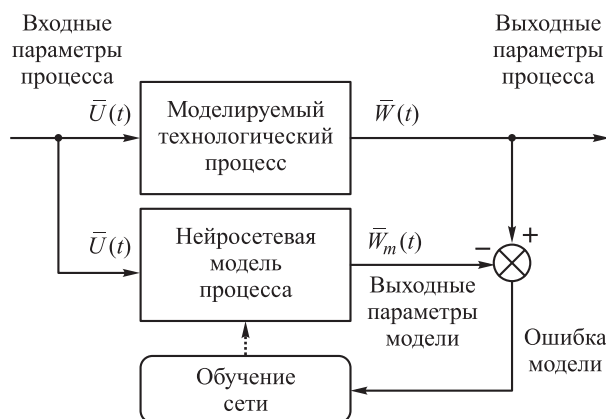 Входные
параметры
процесса
Выходные
параметры
процесса
Ū(t)
Моделируемый
технологический
процесс
W̄(t)
Ū(t)
Нейросетевая
модель
процесса
W̄ₘ(t)
− +
Выходные
параметры
модели
Ошибка
модели
Обучение
сети